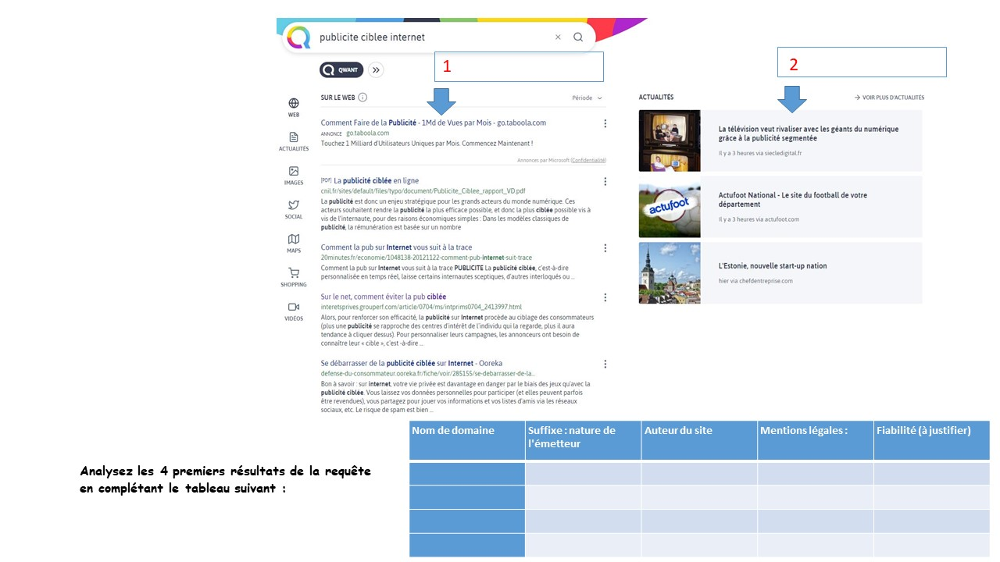 publicite ciblee internet
QWANT
1
2
SUR LE WEB
Période
WEB
ACTUALITÉS
IMAGES
SOCIAL
MAPS
SHOPPING
VIDÉOS
Comment Faire de la Publicité - 1Md de Vues par Mois - go.taboola.com
ANNONCE go.taboola.com
Touchez 1 Milliard d'Utilisateurs Uniques par Mois. Commencez Maintenant !
Annonces par Microsoft (Confidentialité)
[PDF] La publicité ciblée en ligne
cnil.fr/sites/default/files/typo/document/Publicite_Ciblee_rapport_VD.pdf
La publicité est donc un enjeu stratégique pour les grands acteurs du monde numérique. Ces
acteurs souhaitent rendre la publicité la plus efficace possible, et donc la plus ciblée possible vis à
vis de l'internaute, pour des raisons économiques simples : Dans les modèles classiques de
publicité, la rémunération est basée sur un nombre
Comment la pub sur Internet vous suit à la trace
20minutes.fr/economie/1048138-20121122-comment-pub-internet-suit-trace
Comment la pub sur Internet vous suit à la trace PUBLICITE La publicité ciblée, c'est-à-dire
personnalisée en temps réel, laisse certains internautes sceptiques, d'autres interloqués ou ...
Sur le net, comment éviter la pub ciblée
interetsprives.grouperf.com/article/0704/ms/intprims0704_2413997.html
Alors, pour renforcer son efficacité, la publicité sur Internet procède au ciblage des consommateurs
(plus une publicité se rapproche des centres d'intérêt de l'individu qui la regarde, plus il aura
tendance à cliquer dessus). Pour personnaliser leurs campagnes, les annonceurs ont besoin de
connaître leur « cible », c'est -à-dire ...
Se débarrasser de la publicité ciblée sur Internet - Ooreka
defense-du-consommateur.ooreka.fr/fiche/voir/285155/se-debarrasser-de-la...
Bon à savoir : sur internet, votre vie privée est davantage en danger par le biais des jeux qu'avec la
publicité ciblée. Vous laissez vos données personnelles pour participer (et elles peuvent parfois
être revendues), vous partagez pour jouer vos informations et vos listes d'amis via les réseaux
sociaux, etc. Le risque de spam est bien ...
ACTUALITÉS
VOIR PLUS D'ACTUALITÉS
La télévision veut rivaliser avec les géants du numérique
grâce à la publicité segmentée
Il y a 3 heures via siecledigital.fr
actufoot
Actufoot National - Le site du football de votre
département
Il y a 3 heures via actufoot.com
L'Estonie, nouvelle start-up nation
hier via chefdentreprise.com
Analysez les 4 premiers résultats de la requête
en complétant le tableau suivant :
Nom de domaine
Suffixe : nature de
l'émetteur
Auteur du site
Mentions légales :
Fiabilité (à justifier)